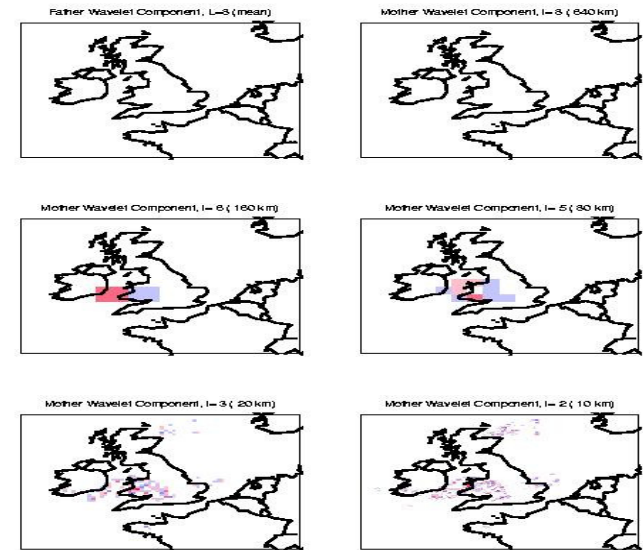 Father Wavelet Component, L=8 (mean)
Mother Wavelet Component, l= 8 ( 640 km)
Mother Wavelet Component, l= 6 ( 160 km)
Mother Wavelet Component, l= 5 ( 80 km)
Mother Wavelet Component, l= 3 ( 20 km)
Mother Wavelet Component, l= 2 ( 10 km)